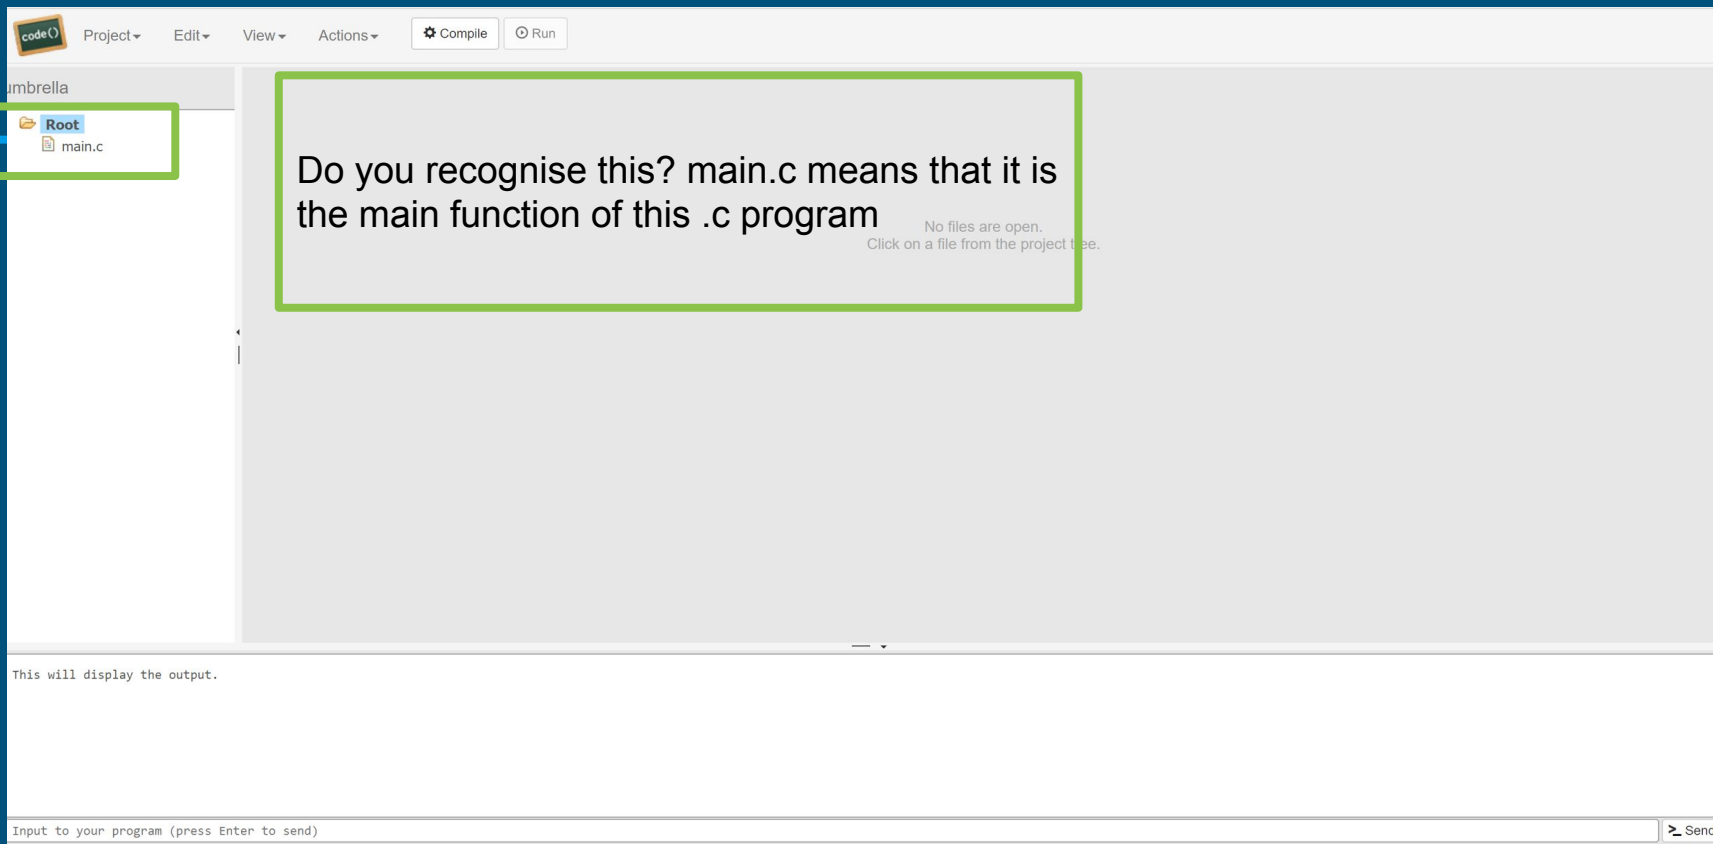 code()
Project
Edit
View
Actions
Compile
Run
umbrella
Root
main.c
Do you recognise this? main.c means that it is
the main function of this .c program
No files are open.
Click on a file from the project tree.
This will display the output.
Input to your program (press Enter to send)
>_ Send